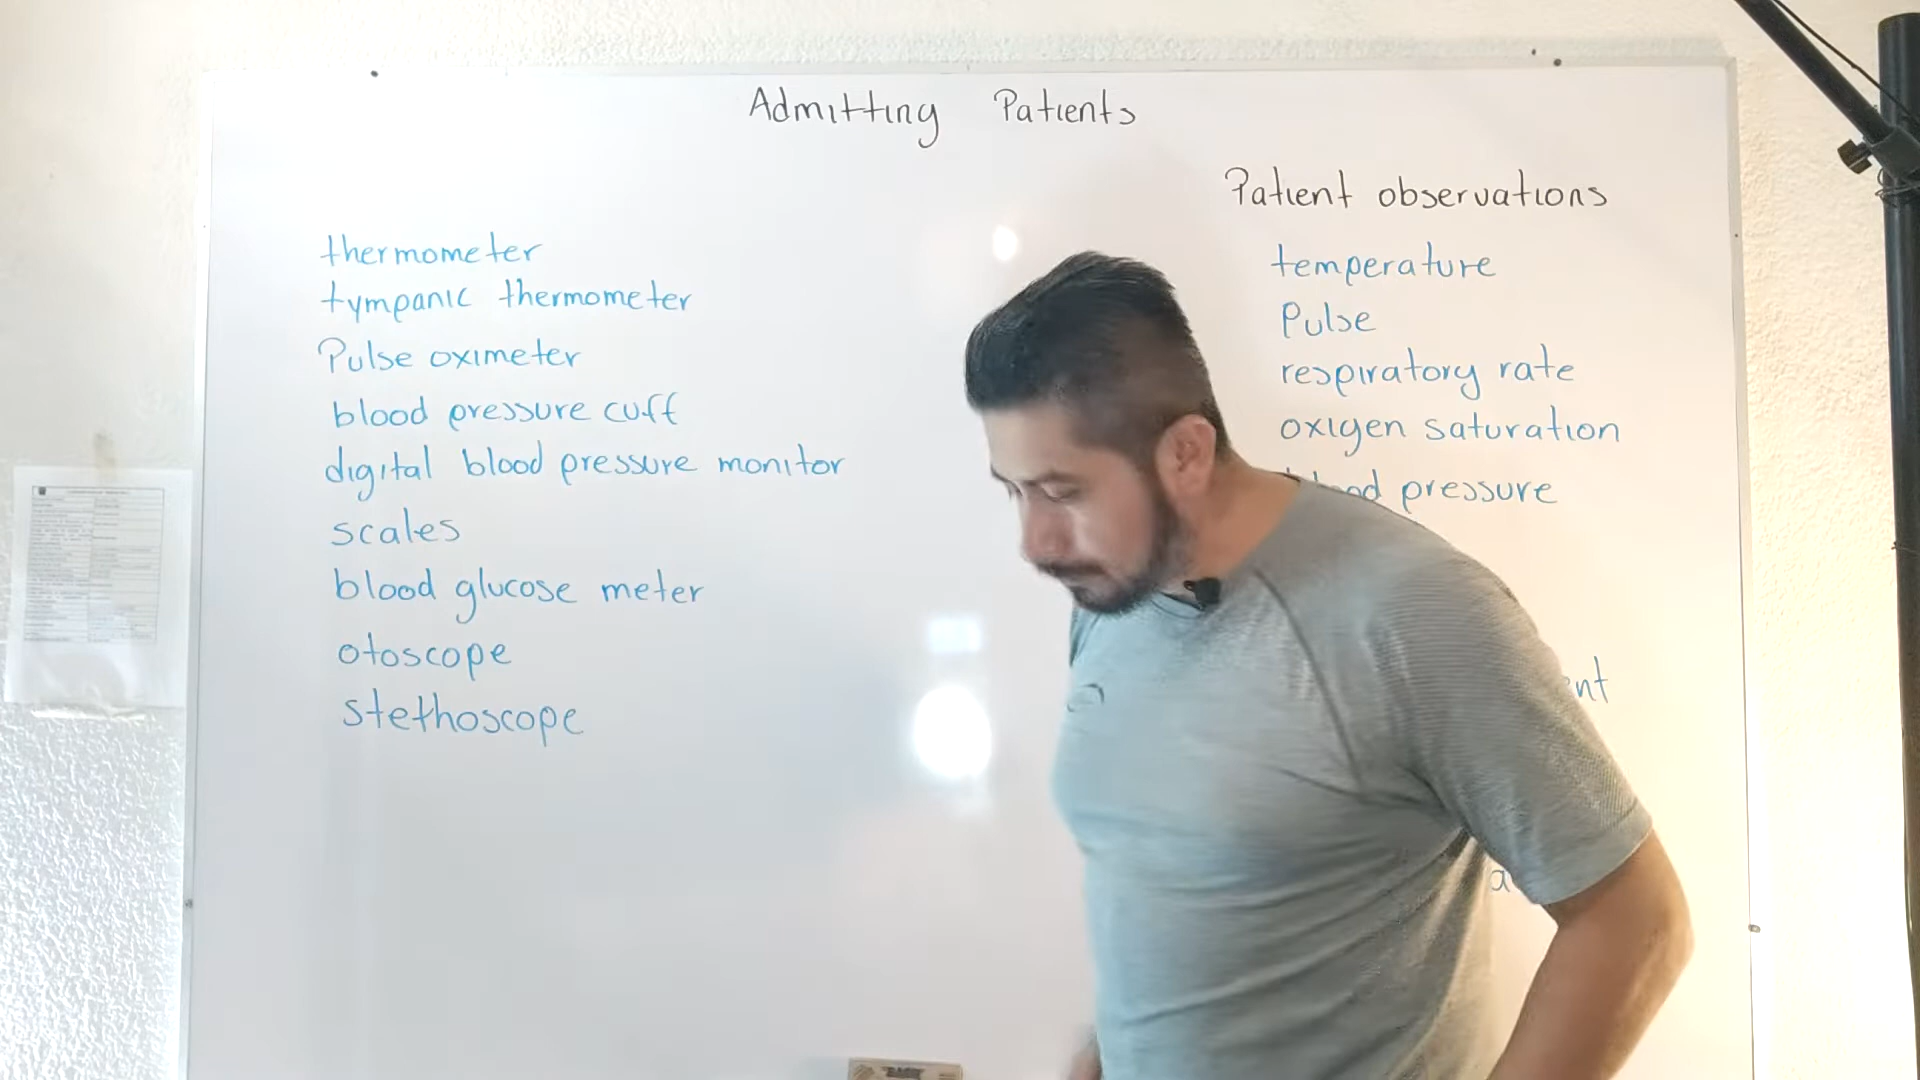 Admitting Patients
thermometer
tympanic thermometer
Pulse oximeter
blood pressure cuff
digital blood pressure monitor
scales
blood glucose meter
otoscope
stethoscope
Patient observations
temperature
Pulse
respiratory rate
oxigen saturation
pressure